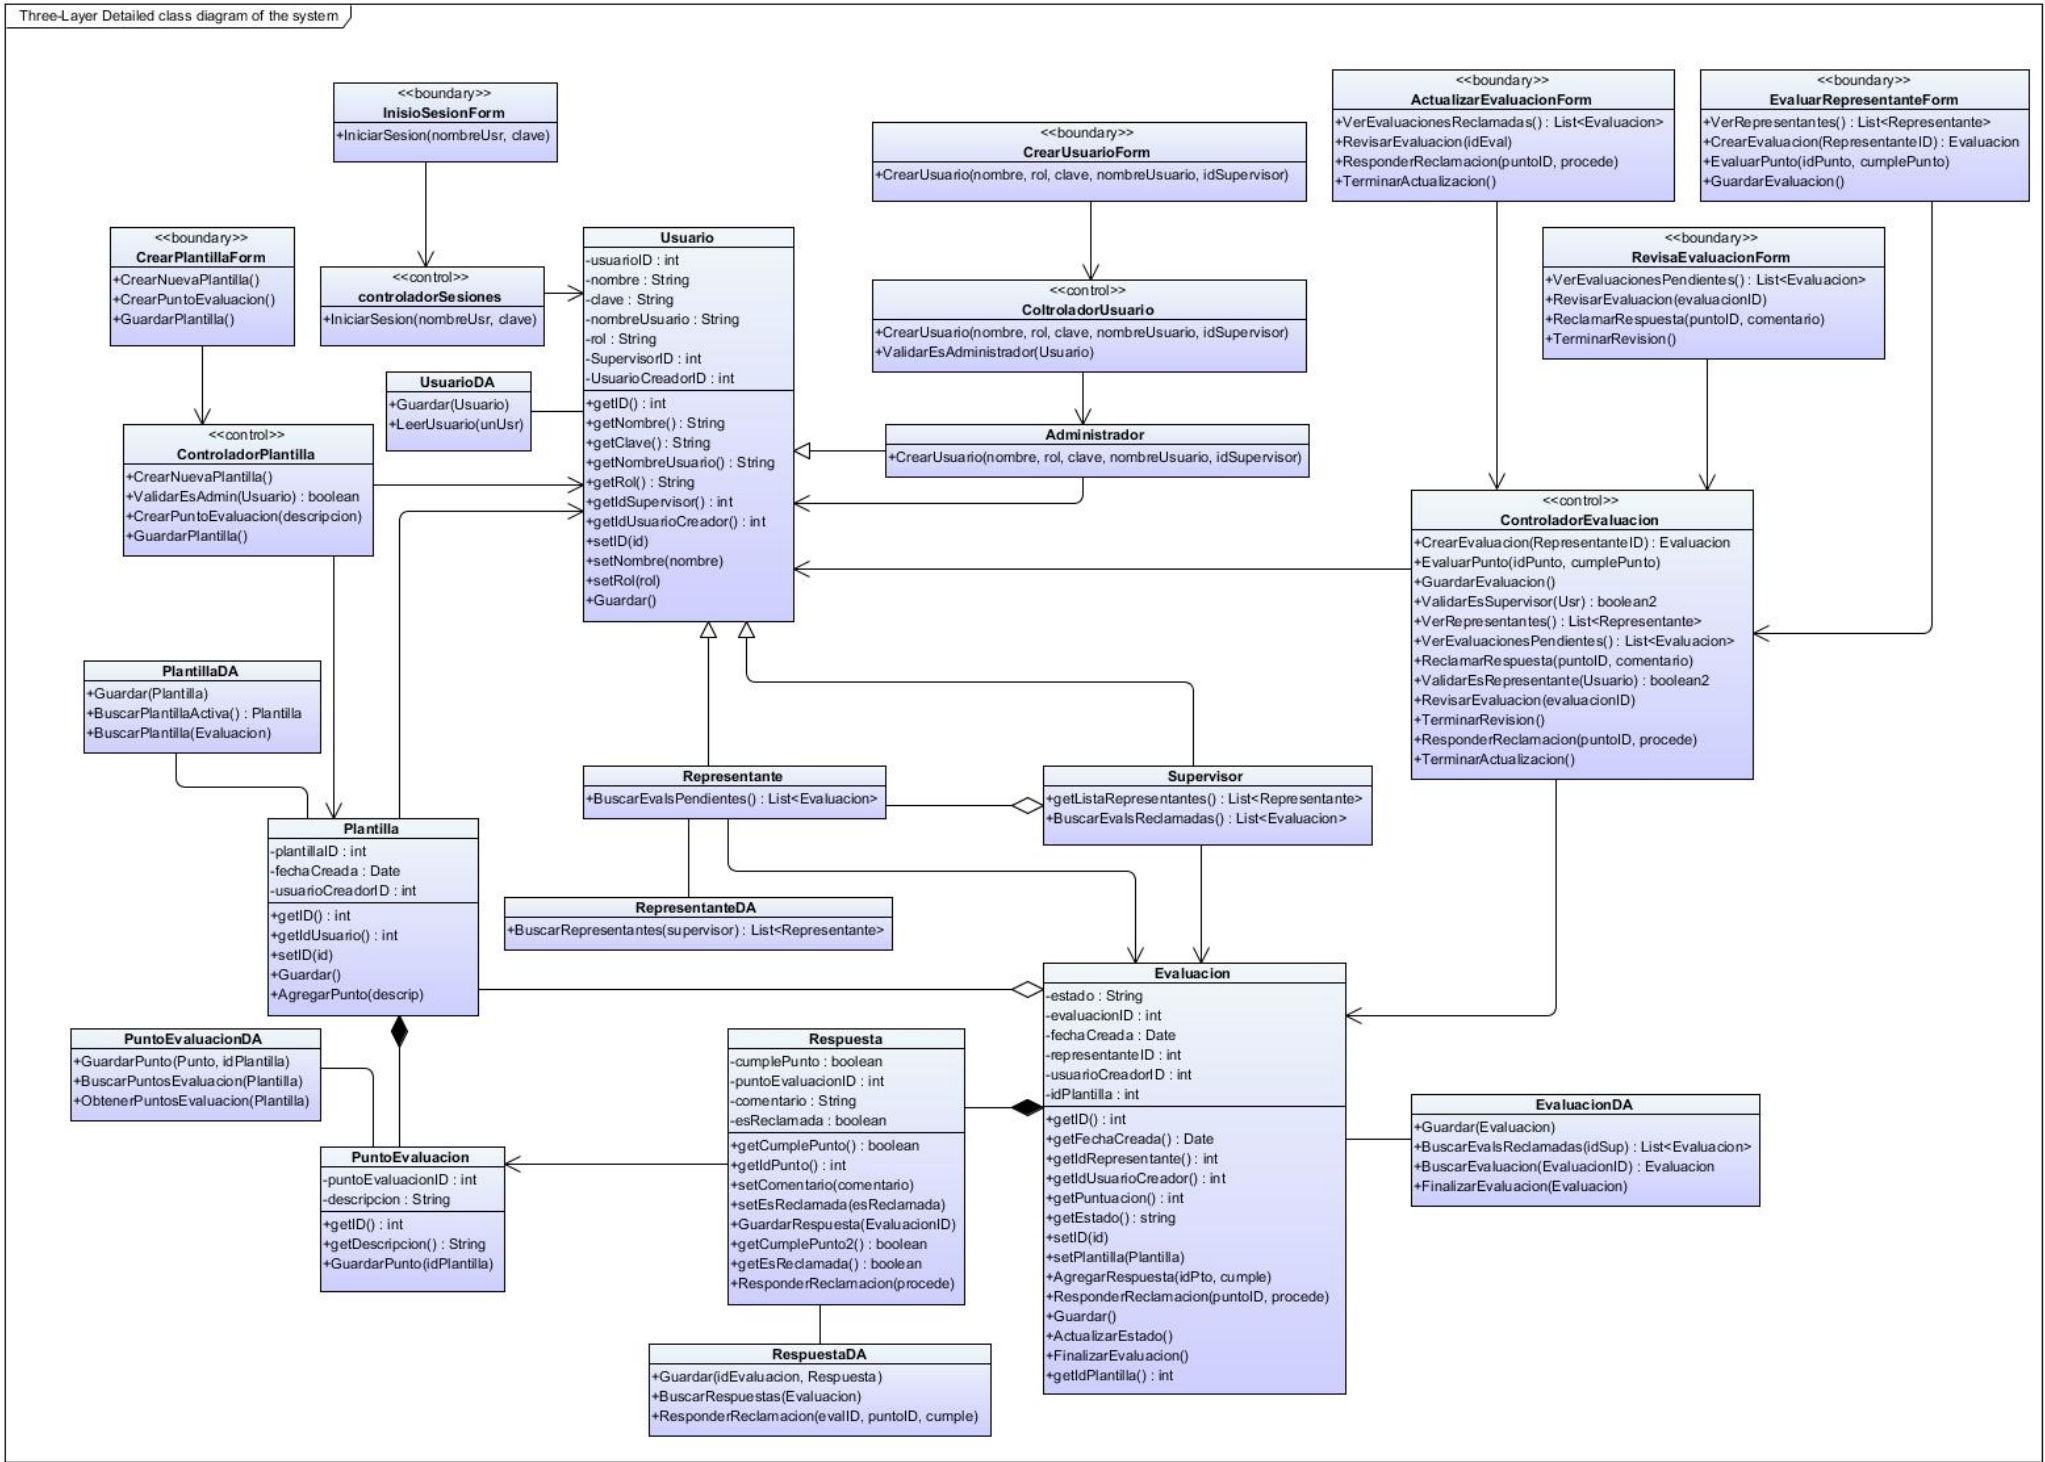 Three-Layer Detailed class diagram of the system
<<boundary>>
InisioSesionForm
+IniciarSesion(nombreUsr, clave)
<<boundary>>
CrearUsuarioForm
+CrearUsuario(nombre, rol, clave, nombreUsuario, idSupervisor)
<<boundary>>
ActualizarEvaluacionForm
+VerEvaluacionesReclamadas() : List<Evaluacion>
+RevisarEvaluacion(idEval)
+ResponderReclamacion(puntoID, procede)
+TerminarActualizacion()
<<boundary>>
EvaluarRepresentanteForm
+VerRepresentantes() : List<Representante>
+CrearEvaluacion(RepresentanteID) : Evaluacion
+EvaluarPunto(idPunto, cumplePunto)
+GuardarEvaluacion()
<<boundary>>
CrearPlantillaForm
+CrearNuevaPlantilla()
+CrearPuntoEvaluacion()
+GuardarPlantilla()
<<control>>
controladorSesiones
+IniciarSesion(nombreUsr, clave)
Usuario
-usuarioID : int
-nombre : String
-clave : String
-nombreUsuario : String
-rol : String
-SupervisorID : int
-UsuarioCreadorID : int
+getID() : int
+getNombre() : String
+getClave() : String
+getNombreUsuario() : String
+getRol() : String
+getIdSupervisor() : int
+getIdUsuarioCreador() : int
+setID(id)
+setNombre(nombre)
+setRol(rol)
+Guardar()
<<control>>
ColtroladorUsuario
+CrearUsuario(nombre, rol, clave, nombreUsuario, idSupervisor)
+ValidarEsAdministrador(Usuario)
<<boundary>>
RevisaEvaluacionForm
+VerEvaluacionesPendientes() : List<Evaluacion>
+RevisarEvaluacion(evaluacionID)
+ReclamarRespuesta(puntoID, comentario)
+TerminarRevision()
UsuarioDA
+Guardar(Usuario)
+LeerUsuario(unUsr)
<<control>>
ControladorPlantilla
+CrearNuevaPlantilla()
+ValidarEsAdmin(Usuario) : boolean
+CrearPuntoEvaluacion(descripcion)
+GuardarPlantilla()
Administrador
+CrearUsuario(nombre, rol, clave, nombreUsuario, idSupervisor)
<<control>>
ControladorEvaluacion
+CrearEvaluacion(RepresentanteID) : Evaluacion
+EvaluarPunto(idPunto, cumplePunto)
+GuardarEvaluacion()
+ValidarEsSupervisor(Usr) : boolean2
+VerRepresentantes() : List<Representante>
+VerEvaluacionesPendientes() : List<Evaluacion>
+ReclamarRespuesta(puntoID, comentario)
+ValidarEsRepresentante(Usuario) : boolean2
+RevisarEvaluacion(evaluacionID)
+TerminarRevision()
+ResponderReclamacion(puntoID, procede)
+TerminarActualizacion()
PlantillaDA
+Guardar(Plantilla)
+BuscarPlantillaActiva() : Plantilla
+BuscarPlantilla(Evaluacion)
Representante
+BuscarEvalsPendientes() : List<Evaluacion>
Supervisor
+getListaRepresentantes() : List<Representante>
+BuscarEvalsReclamadas() : List<Evaluacion>
Plantilla
-plantillaID : int
-fechaCreada : Date
-usuarioCreadorID : int
+getID() : int
+getIdUsuario() : int
+setID(id)
+Guardar()
+AgregarPunto(descrip)
RepresentanteDA
+BuscarRepresentantes(supervisor) : List<Representante>
Evaluacion
-estado : String
-evaluacionID : int
-fechaCreada : Date
-representanteID : int
-usuarioCreadorID : int
-idPlantilla : int
+getID() : int
+getFechaCreada() : Date
+getIdRepresentante() : int
+getIdUsuarioCreador() : int
+getPuntuacion() : int
+getEstado() : string
+setID(id)
+setPlantilla(Plantilla)
+AgregarRespuesta(idPto, cumple)
+ResponderReclamacion(puntoID, procede)
+Guardar()
+ActualizarEstado()
+FinalizarEvaluacion()
+getIdPlantilla() : int
PuntoEvaluacionDA
+GuardarPunto(Punto, idPlantilla)
+BuscarPuntosEvaluacion(Plantilla)
+ObtenerPuntosEvaluacion(Plantilla)
Respuesta
-cumplePunto : boolean
-puntoEvaluacionID : int
-comentario : String
-esReclamada : boolean
+getCumplePunto() : boolean
+getIdPunto() : int
+setComentario(comentario)
+setEsReclamada(esReclamada)
+GuardarRespuesta(EvaluacionID)
+getCumplePunto2() : boolean
+getEsReclamada() : boolean
+ResponderReclamacion(procede)
EvaluacionDA
+Guardar(Evaluacion)
+BuscarEvalsReclamadas(idSup) : List<Evaluacion>
+BuscarEvaluacion(EvaluacionID) : Evaluacion
+FinalizarEvaluacion(Evaluacion)
PuntoEvaluacion
-puntoEvaluacionID : int
-descripcion : String
+getID() : int
+getDescripcion() : String
+GuardarPunto(idPlantilla)
RespuestaDA
+Guardar(idEvaluacion, Respuesta)
+BuscarRespuestas(Evaluacion)
+ResponderReclamacion(evalID, puntoID, cumple)